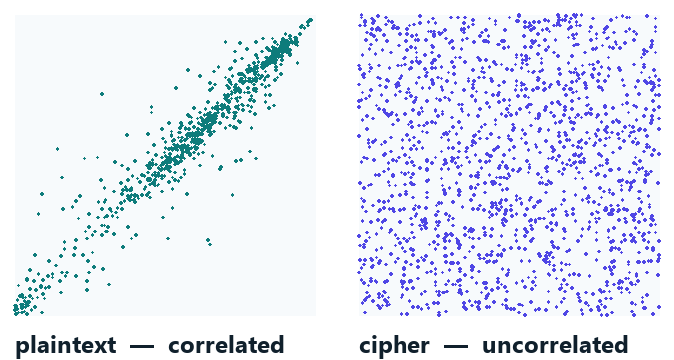 plaintext — correlated
cipher — uncorrelated